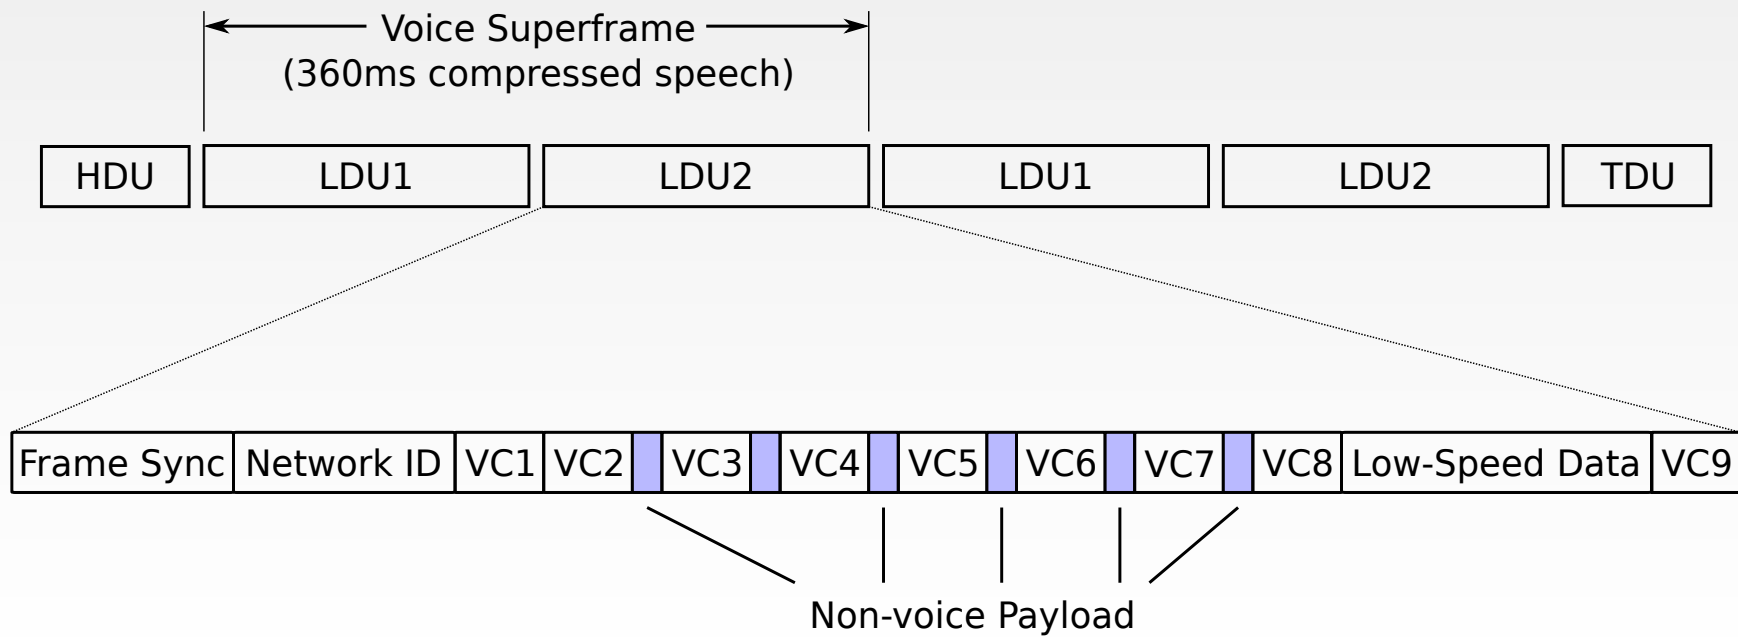 Voice Superframe
(360ms compressed speech)
HDU LDU1 LDU2 LDU1 LDU2 TDU
Frame Sync Network ID VC1 VC2 VC3 VC4 VC5 VC6 VC7 VC8 Low-Speed Data VC9
Non-voice Payload